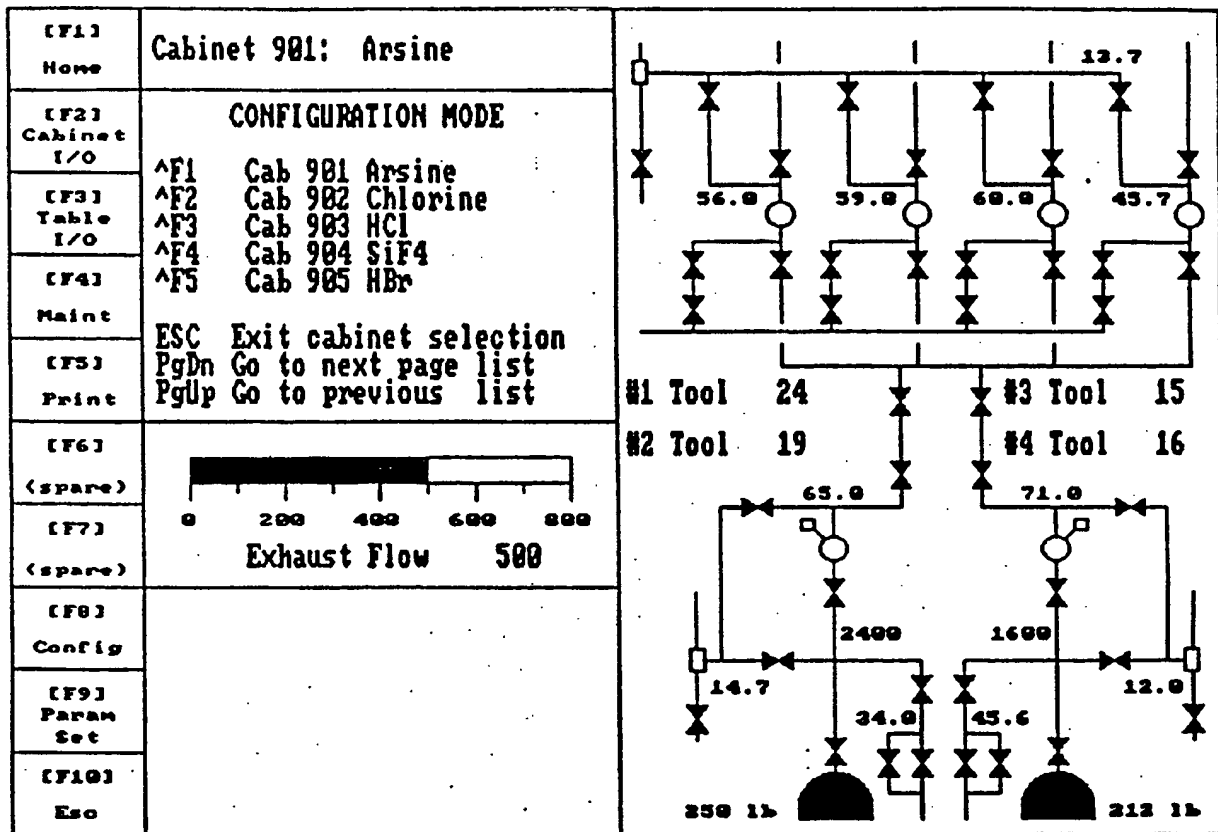 [F1]
Home
[F2]
Cabinet
I/O
[F3]
Table
I/O
[F4]
Maint
[F5]
Print
[F6]
(spare)
[F7]
(spare)
[F8]
Config
[F9]
Param
Set
[F10]
Esc
Cabinet 901: Arsine
CONFIGURATION MODE
^F1 Cab 901 Arsine
^F2 Cab 902 Chlorine
^F3 Cab 903 HCl
^F4 Cab 904 SiF4
^F5 Cab 905 HBr
ESC Exit cabinet selection
PgDn Go to next page list
PgUp Go to previous list
0 200 400 600 800
Exhaust Flow 500
13.7
56.0 59.0 60.0 45.7
#1 Tool 24 #3 Tool 15
#2 Tool 19 #4 Tool 16
65.0 71.0
2400 1600
14.7 12.0
34.0 45.6
250 lb 212 lb